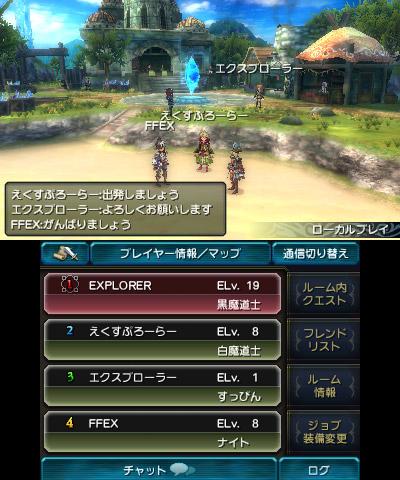 エクスプローラー
えくすぷろーらー
FFEX
えくすぷろーらー:出発しましょう
エクスプローラー:よろしくお願いします
FFEX:がんばりましょう
ローカルプレイ
プレイヤー情報／マップ
通信切り替え
1 EXPLORER ELv. 19
黒魔道士
2 えくすぷろーらー ELv. 8
白魔道士
3 エクスプローラー ELv. 1
すっぴん
4 FFEX ELv. 8
ナイト
ルーム内
クエスト
フレンド
リスト
ルーム
情報
ジョブ
装備変更
チャット
ログ